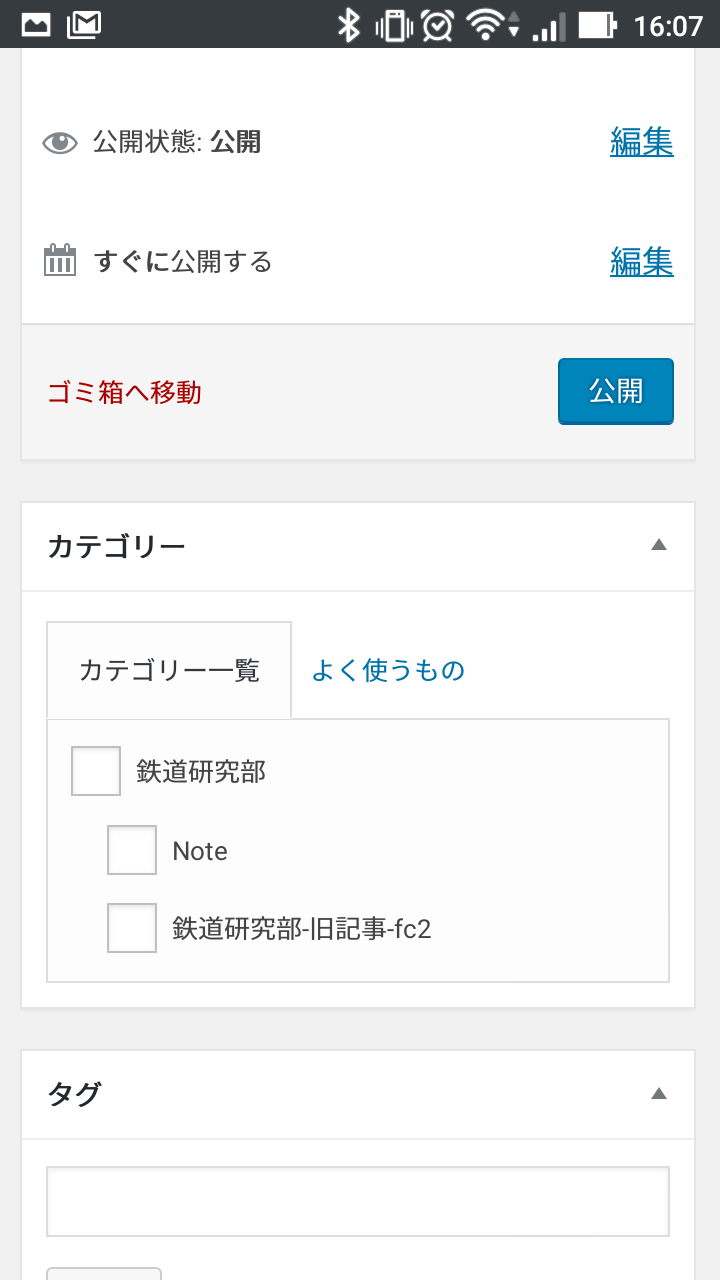 16:07
公開状態: 公開
編集
すぐに公開する
編集
ゴミ箱へ移動
公開
カテゴリー
カテゴリー一覧
よく使うもの
鉄道研究部
Note
鉄道研究部-旧記事-fc2
タグ